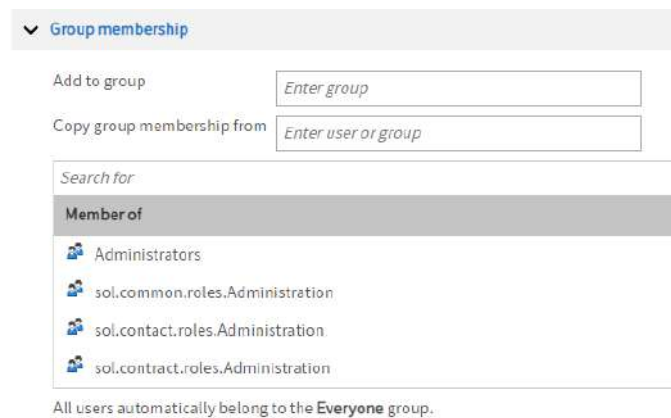 Group membership
Add to group
Enter group
Copy group membership from
Enter user or group
Search for
Member of
Administrators
sol.common.roles.Administration
sol.contact.roles.Administration
sol.contract.roles.Administration
All users automatically belong to the Everyone group.